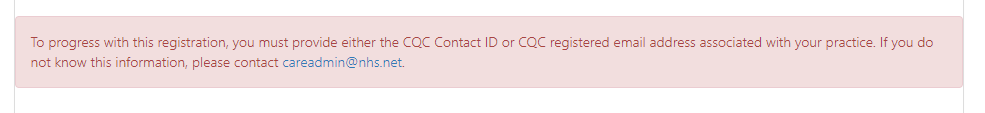 To progress with this registration, you must provide either the CQC Contact ID or CQC registered email address associated with your practice. If you do
not know this information, please contact careadmin@nhs.net.